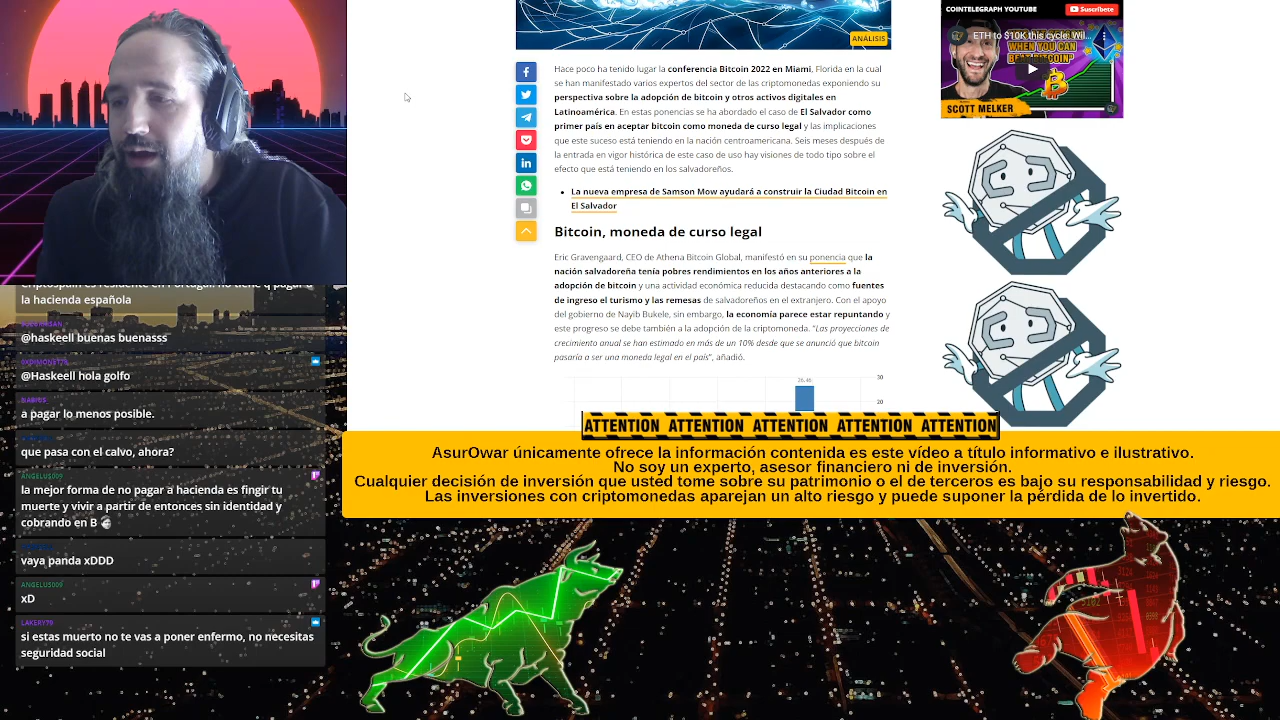 ANÁLISIS
Hace poco ha tenido lugar la conferencia Bitcoin 2022 en Miami, Florida en la cual
se han manifestado varios expertos del sector de las criptomonedas exponiendo su
perspectiva sobre la adopción de bitcoin y otros activos digitales en
Latinoamérica. En estas ponencias se ha abordado el caso de El Salvador como
primer país en aceptar bitcoin como moneda de curso legal y las implicaciones
que este suceso está teniendo en la nación centroamericana. Seis meses después de
la entrada en vigor histórica de este caso de uso hay visiones de todo tipo sobre el
efecto que está teniendo en los salvadoreños.
La nueva empresa de Samson Mow ayudará a construir la Ciudad Bitcoin en
El Salvador
Bitcoin, moneda de curso legal
Eric Gravengaard, CEO de Athena Bitcoin Global, manifestó en su ponencia que la
nación salvadoreña tenía pobres rendimientos en los años anteriores a la
adopción de bitcoin y una actividad económica reducida destacando como fuentes
de ingreso el turismo y las remesas de salvadoreños en el extranjero. Con el apoyo
del gobierno de Nayib Bukele, sin embargo, la economía parece estar repuntando y
este progreso se debe también a la adopción de la criptomoneda. "Las proyecciones de
crecimiento anual se han estimado en más de un 10% desde que se anunció que bitcoin
pasaría a ser una moneda legal en el país", añadió.
26,46
30
20
COINTELEGRAPH YOUTUBE
Suscríbete
ETH to $10K this cycle: Wil...
WHEN YOU CAN
SCOTT MELKER
criptospain es residente en Portugal. no tiene q pagar a
la hacienda española
@haskeell buenas buenasss
@Haskeell hola golfo
a pagar lo menos posible.
que pasa con el calvo, ahora?
ANGELUS009
la mejor forma de no pagar a hacienda es fingir tu
muerte y vivir a partir de entonces sin identidad y
cobrando en B
vaya panda xDDD
ANGELUS009
xD
LAKERY79
si estas muerto no te vas a poner enfermo, no necesitas
seguridad social
ATTENTION ATTENTION ATTENTION ATTENTION ATTENTION
AsurOwar únicamente ofrece la información contenida es este vídeo a título informativo e ilustrativo.
No soy un experto, asesor financiero ni de inversión.
Cualquier decisión de inversión que usted tome sobre su patrimonio o el de terceros es bajo su responsabilidad y riesgo.
Las inversiones con criptomonedas aparejan un alto riesgo y puede suponer la pérdida de lo invertido.